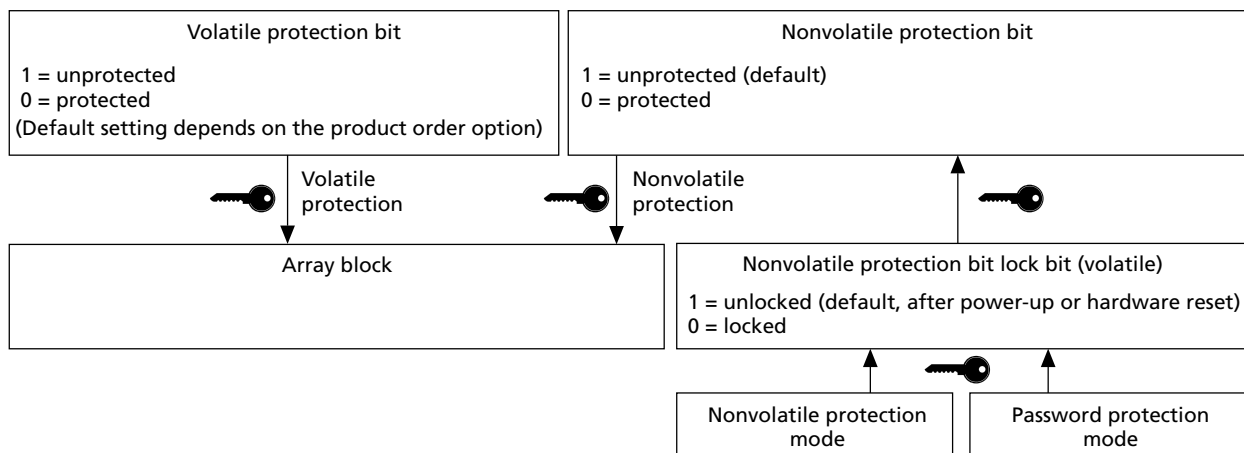 Volatile protection bit
1 = unprotected
0 = protected
(Default setting depends on the product order option)
Nonvolatile protection bit
1 = unprotected (default)
0 = protected
Volatile
protection
Nonvolatile
protection
Array block
Nonvolatile protection bit lock bit (volatile)
1 = unlocked (default, after power-up or hardware reset)
0 = locked
Nonvolatile protection
mode
Password protection
mode